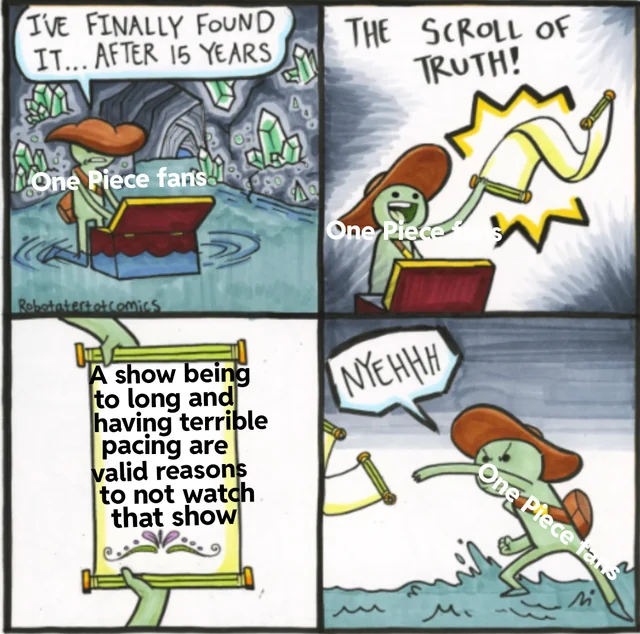 I'VE FINALLY FOUND
IT... AFTER 15 YEARS
One Piece fans
Robotatertotcomics
THE SCROLL OF
TRUTH!
One Piece fans
A show being
to long and
having terrible
pacing are
valid reasons
to not watch
that show
NYEHHH
One Piece fans